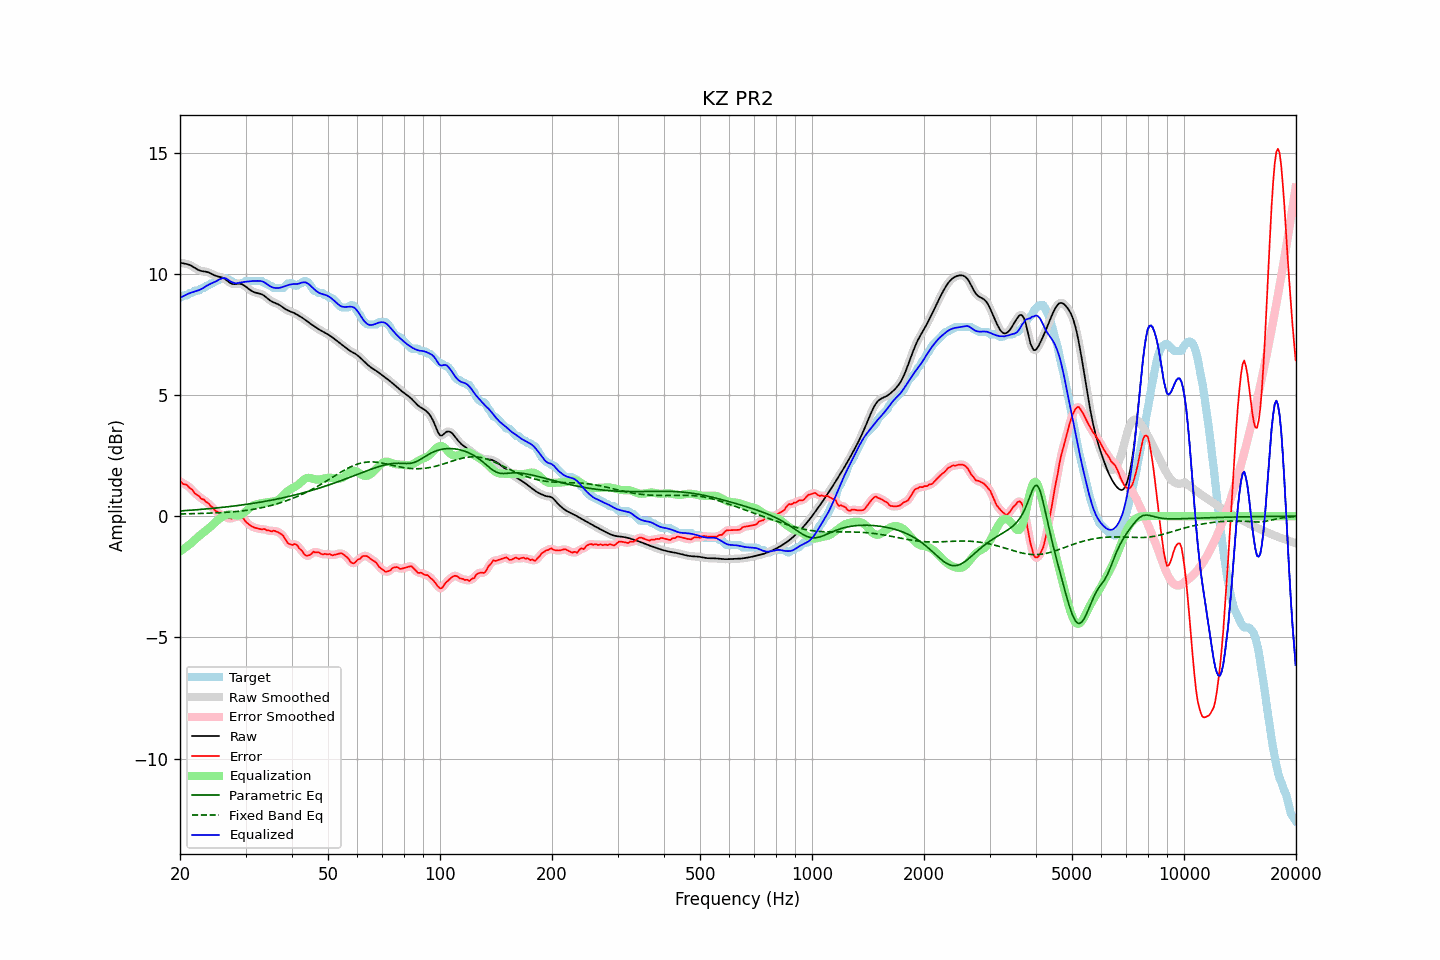 KZ PR2
Amplitude (dBr)
15
10
5
0
−5
−10
Target
Raw Smoothed
Error Smoothed
Raw
Error
Equalization
Parametric Eq
Fixed Band Eq
Equalized
20 50 100 200 500 1000 2000 5000 10000 20000
Frequency (Hz)